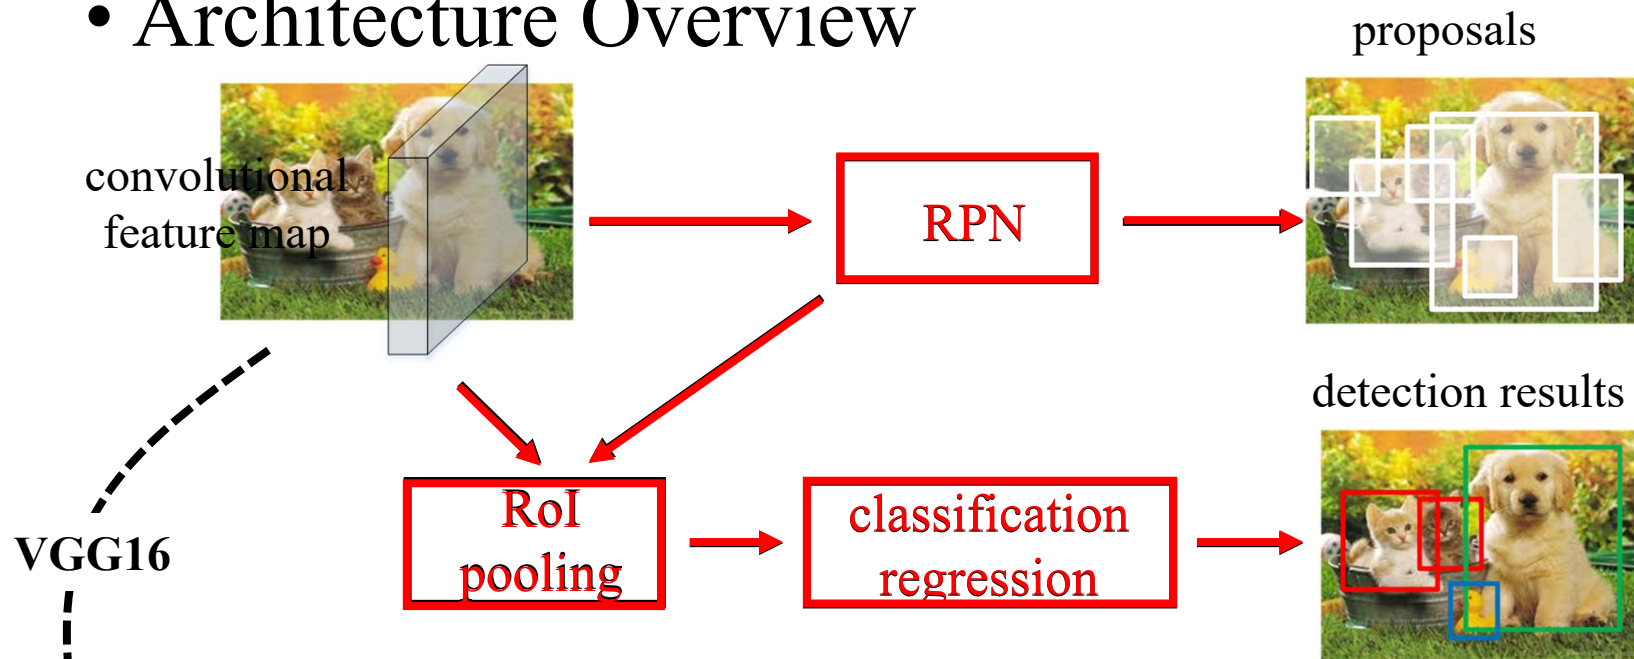 • Architecture Overview
proposals
convolutional
feature map
RPN
detection results
RoI
pooling
classification
regression
VGG16